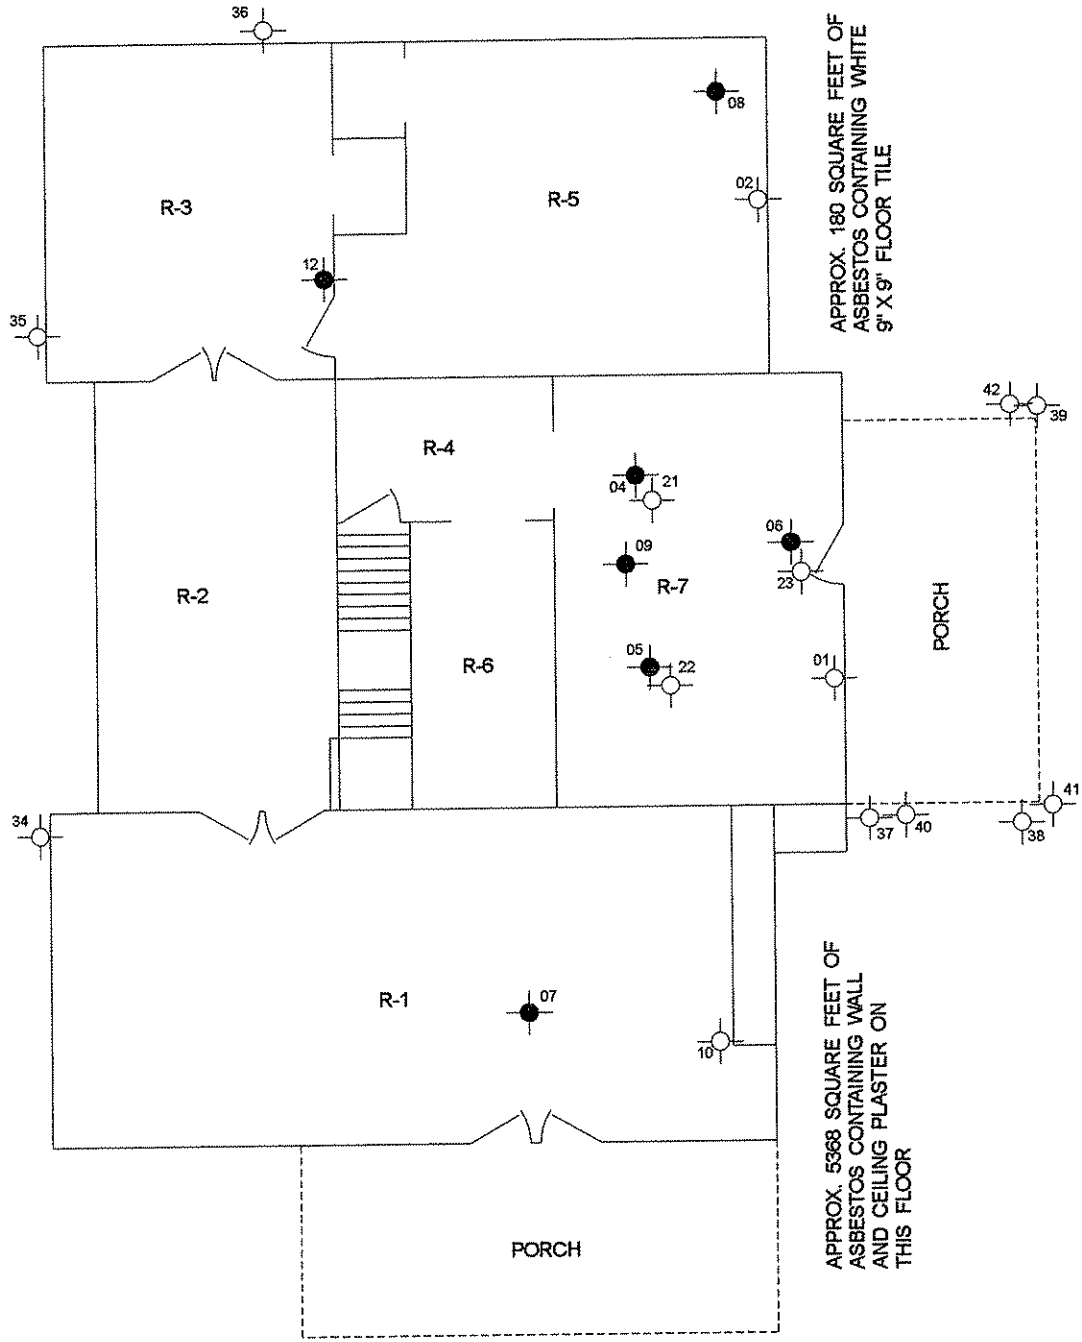 36
R-3
R-5
08
02
12
35
APPROX. 180 SQUARE FEET OF
ASBESTOS CONTAINING WHITE
9" X 9" FLOOR TILE
42
39
R-4
04
21
06
09
R-7
23
R-2
PORCH
05
22
R-6
01
34
37
40
38
41
R-1
07
10
APPROX. 5368 SQUARE FEET OF
ASBESTOS CONTAINING WALL
AND CEILING PLASTER ON
THIS FLOOR
PORCH